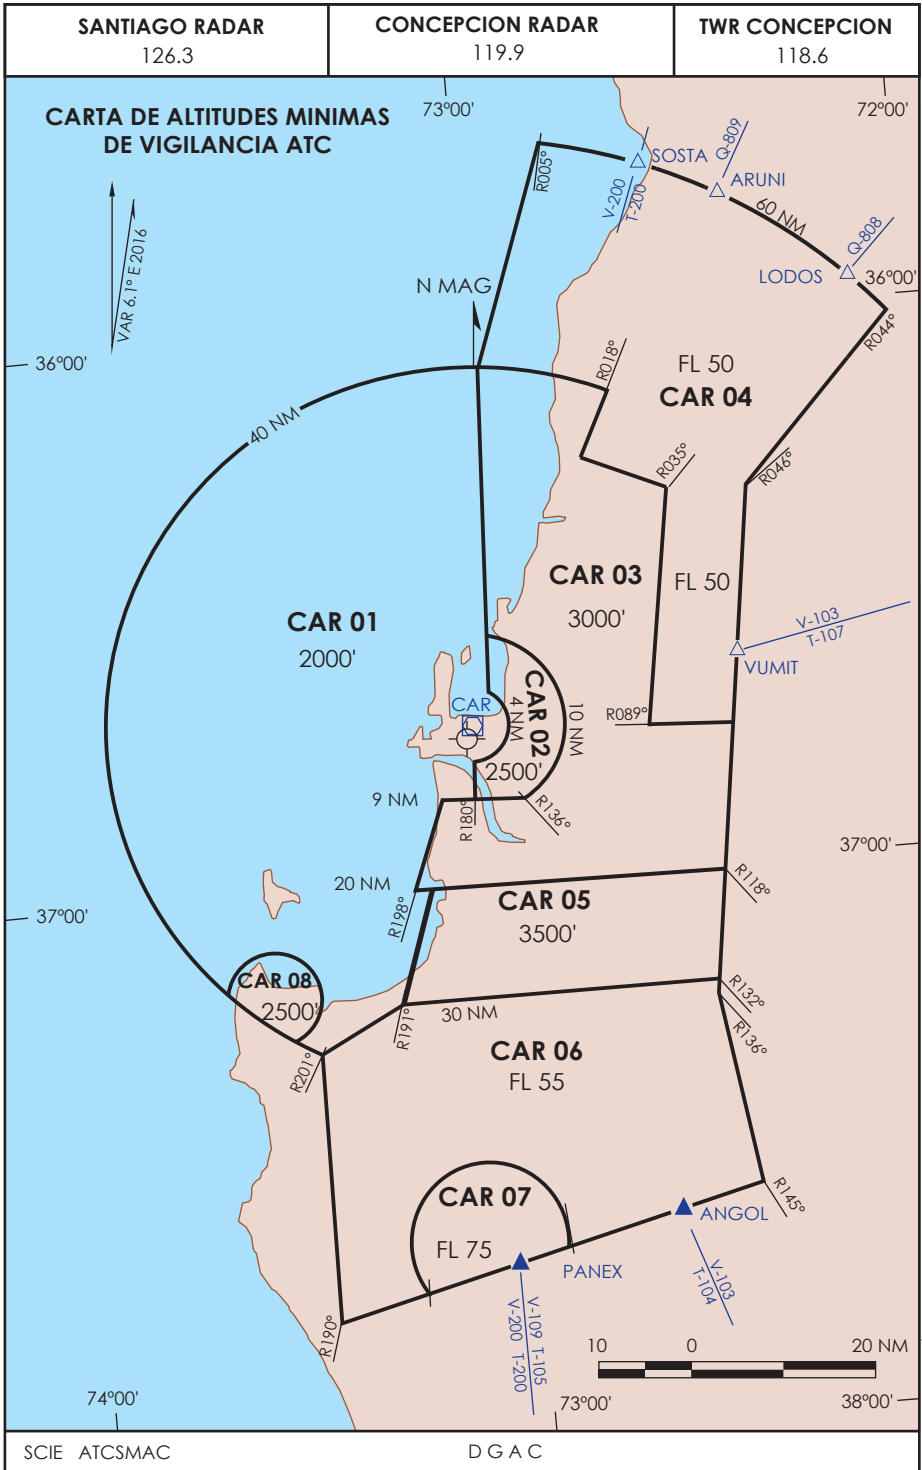 SANTIAGO RADAR
126.3
CONCEPCION RADAR
119.9
TWR CONCEPCION
118.6
CARTA DE ALTITUDES MINIMAS
DE VIGILANCIA ATC
73º00'
72º00'
VAR 6.1º E 2016
N MAG
R005º
SOSTA
V-200
T-200
Q-809
ARUNI
60 NM
Q-808
LODOS
36º00'
R044º
36º00'
R018º
FL 50
CAR 04
40 NM
R035º
R046º
CAR 03
3000'
FL 50
CAR 01
2000'
V-103
T-107
VUMIT
CAR
4 NM
CAR 02
10 NM
2500'
R089º
9 NM
R180º
R136º
37º00'
20 NM
R198º
R118º
CAR 05
3500'
37º00'
CAR 08
2500'
R191º
30 NM
R132º
R136º
R201º
CAR 06
FL 55
CAR 07
FL 75
R145º
ANGOL
PANEX
V-103
T-104
R190º
V-109 T-105
V-200 T-200
10 0 20 NM
74º00'
73º00'
38º00'
SCIE ATCSMAC
D G A C